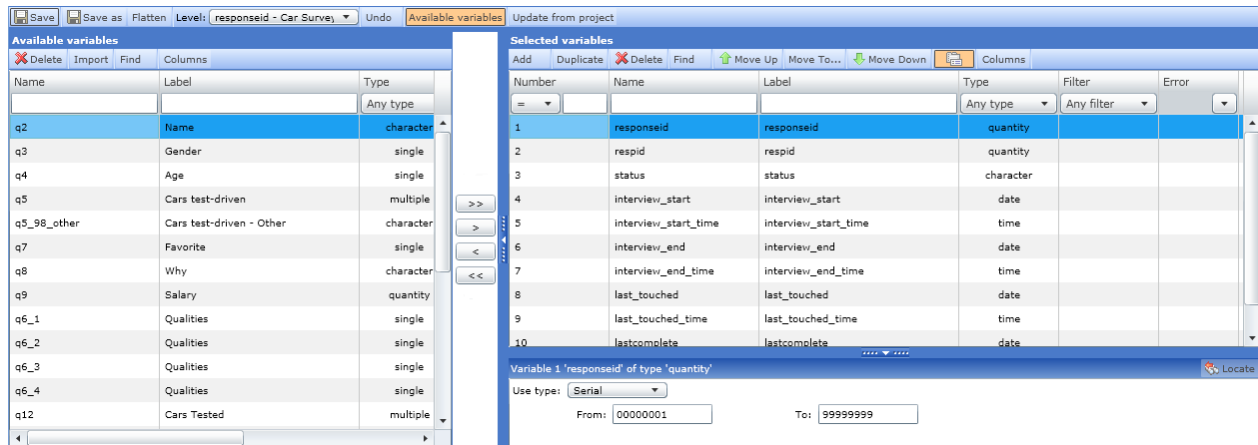 Save Save as Flatten Level: responseid - Car Survey Undo Available variables Update from project
Available variables
Delete Import Find Columns
Name Label Type
Any type
q2 Name character
q3 Gender single
q4 Age single
q5 Cars test-driven multiple
q5_98_other Cars test-driven - Other character
q7 Favorite single
q8 Why character
q9 Salary quantity
q6_1 Qualities single
q6_2 Qualities single
q6_3 Qualities single
q6_4 Qualities single
q12 Cars Tested multiple
>>
>
<
<<
Selected variables
Add Duplicate Delete Find Move Up Move To... Move Down Columns
Number Name Label Type Filter Error
= Any type Any filter
1 responseid responseid quantity
2 respid respid quantity
3 status status character
4 interview_start interview_start date
5 interview_start_time interview_start_time time
6 interview_end interview_end date
7 interview_end_time interview_end_time time
8 last_touched last_touched date
9 last_touched_time last_touched_time time
10 lastcomplete lastcomplete date
Variable 1 'responseid' of type 'quantity' Locate
Use type: Serial
From: 00000001 To: 99999999